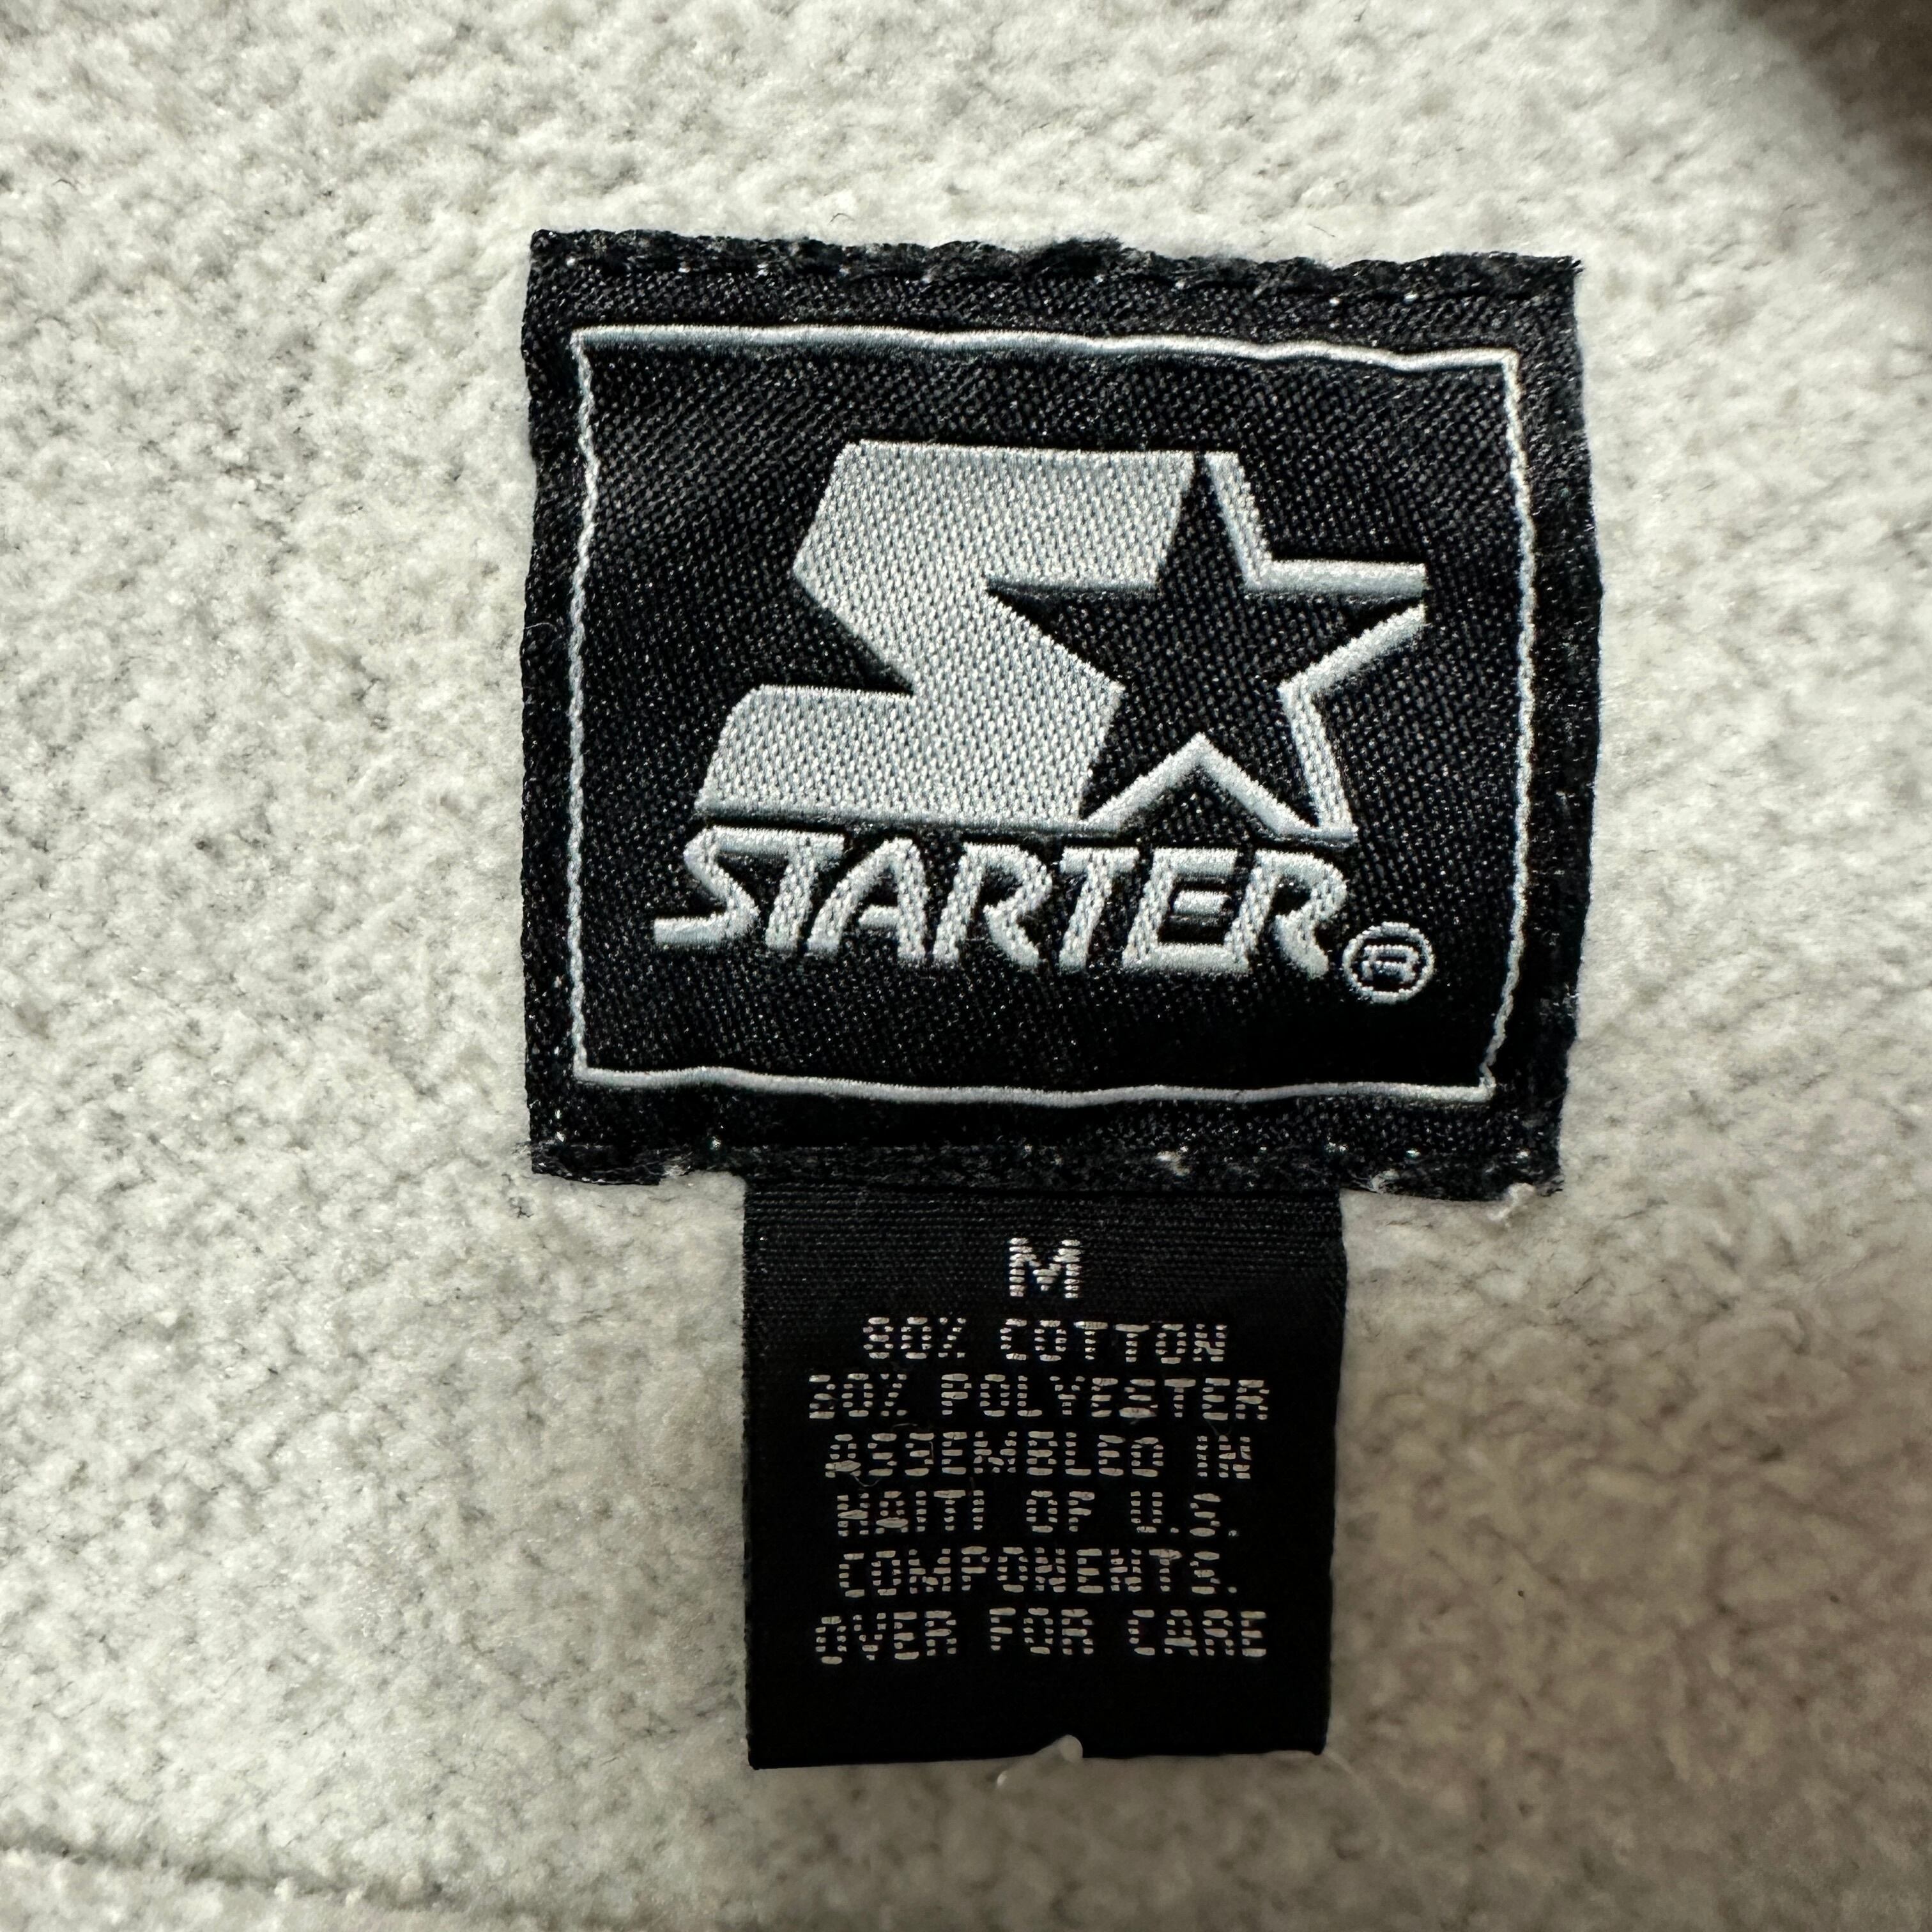 STARTER®
M
80% COTTON
20% POLYESTER
ASSEMBLED IN
HAITI OF U.S.
COMPONENTS.
OVER FOR CARE